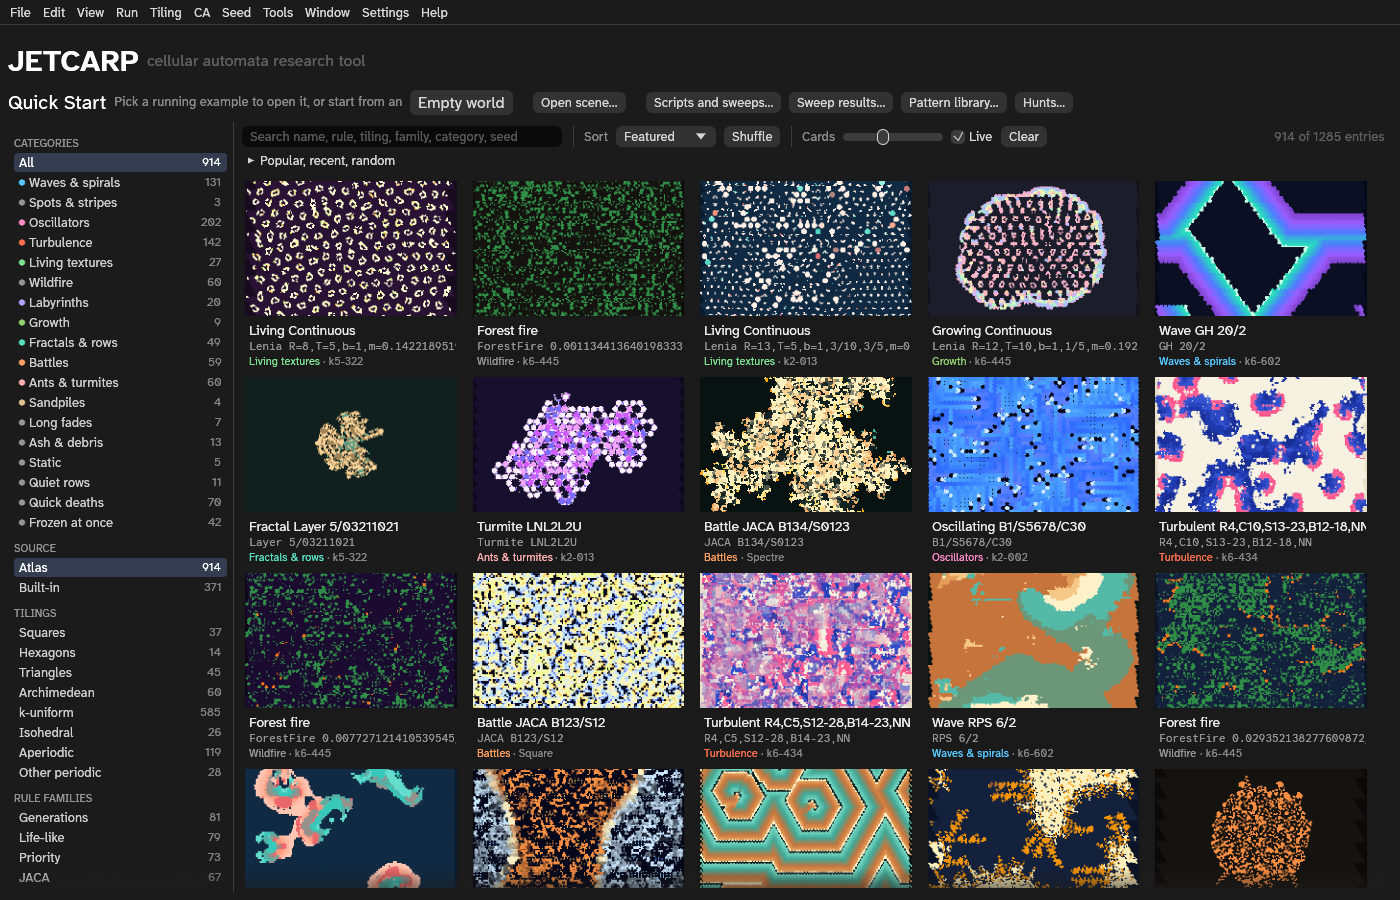 File Edit View Run Tiling CA Seed Tools Window Settings Help
JETCARP cellular automata research tool
Quick Start Pick a running example to open it, or start from an Empty world Open scene... Scripts and sweeps... Sweep results... Pattern library... Hunts...
Search name, rule, tiling, family, category, seed Sort Featured Shuffle Cards Live Clear 914 of 1285 entries
Popular, recent, random
CATEGORIES
All 914
Waves & spirals 131
Spots & stripes 3
Oscillators 202
Turbulence 142
Living textures 27
Wildfire 60
Labyrinths 20
Growth 9
Fractals & rows 49
Battles 59
Ants & turmites 60
Sandpiles 4
Long fades 7
Ash & debris 13
Static 5
Quiet rows 11
Quick deaths 70
Frozen at once 42
SOURCE
Atlas 914
Built-in 371
TILINGS
Squares 37
Hexagons 14
Triangles 45
Archimedean 60
k-uniform 585
Isohedral 26
Aperiodic 119
Other periodic 28
RULE FAMILIES
Generations 81
Life-like 79
Priority 73
JACA 67
Living Continuous
Lenia R=8,T=5,b=1,m=0.142218951
Living textures · k5-322
Forest fire
ForestFire 0.001134413640198333
Wildfire · k6-445
Living Continuous
Lenia R=13,T=5,b=1,3/10,3/5,m=0
Living textures · k2-013
Growing Continuous
Lenia R=12,T=10,b=1,1/5,m=0.192
Growth · k6-445
Wave GH 20/2
GH 20/2
Waves & spirals · k6-602
Fractal Layer 5/03211021
Layer 5/03211021
Fractals & rows · k5-322
Turmite LNL2L2U
Turmite LNL2L2U
Ants & turmites · k2-013
Battle JACA B134/S0123
JACA B134/S0123
Battles · Spectre
Oscillating B1/S5678/C30
B1/S5678/C30
Oscillators · k2-002
Turbulent R4,C10,S13-23,B12-18,NN
R4,C10,S13-23,B12-18,NN
Turbulence · k6-434
Forest fire
ForestFire 0.007727121410539545
Wildfire · k6-445
Battle JACA B123/S12
JACA B123/S12
Battles · Square
Turbulent R4,C5,S12-28,B14-23,NN
R4,C5,S12-28,B14-23,NN
Turbulence · k6-434
Wave RPS 6/2
RPS 6/2
Waves & spirals · k6-602
Forest fire
ForestFire 0.029352138277609872
Wildfire · k6-445